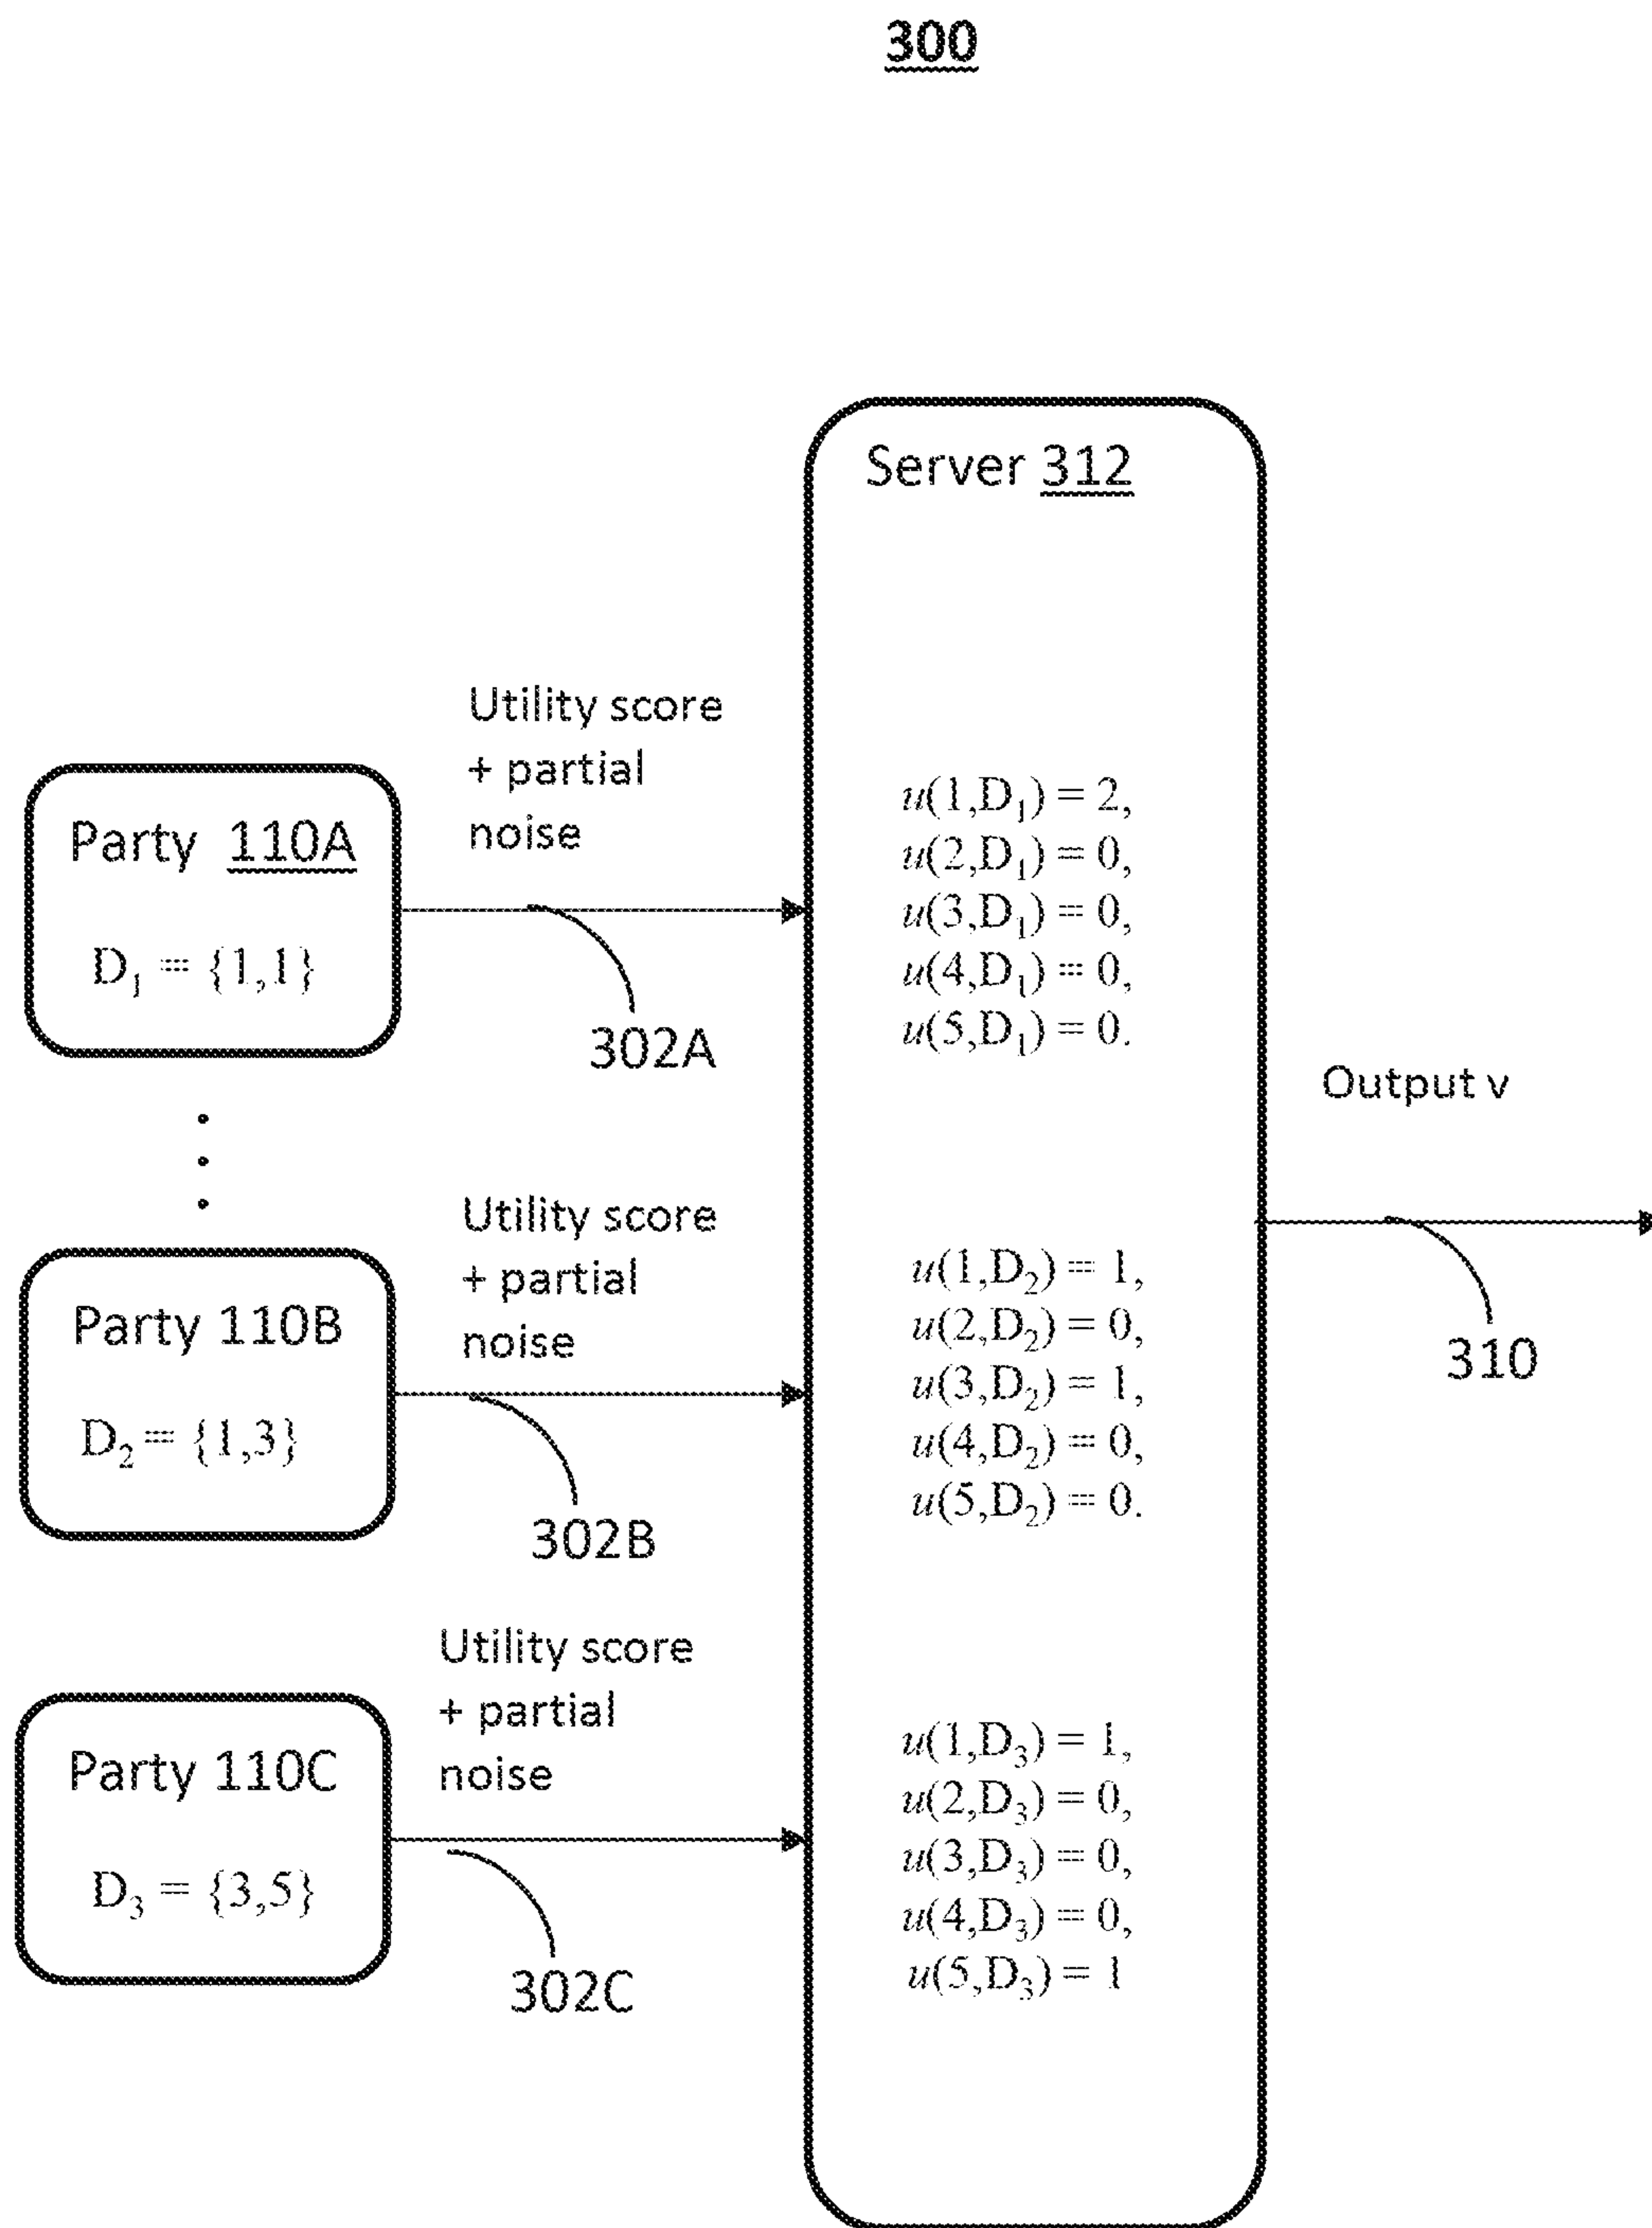 300
Server 312
Utility score
+ partial
noise
Party 110A
D₁ = {1,1}
302A
u(1,D₁) = 2,
u(2,D₁) = 0,
u(3,D₁) = 0,
u(4,D₁) = 0,
u(5,D₁) = 0.
Output v
310
Utility score
+ partial
noise
Party 110B
D₂ = {1,3}
302B
u(1,D₂) = 1,
u(2,D₂) = 0,
u(3,D₂) = 1,
u(4,D₂) = 0,
u(5,D₂) = 0.
Utility score
+ partial
noise
Party 110C
D₃ = {3,5}
302C
u(1,D₃) = 1,
u(2,D₃) = 0,
u(3,D₃) = 0,
u(4,D₃) = 0,
u(5,D₃) = 1